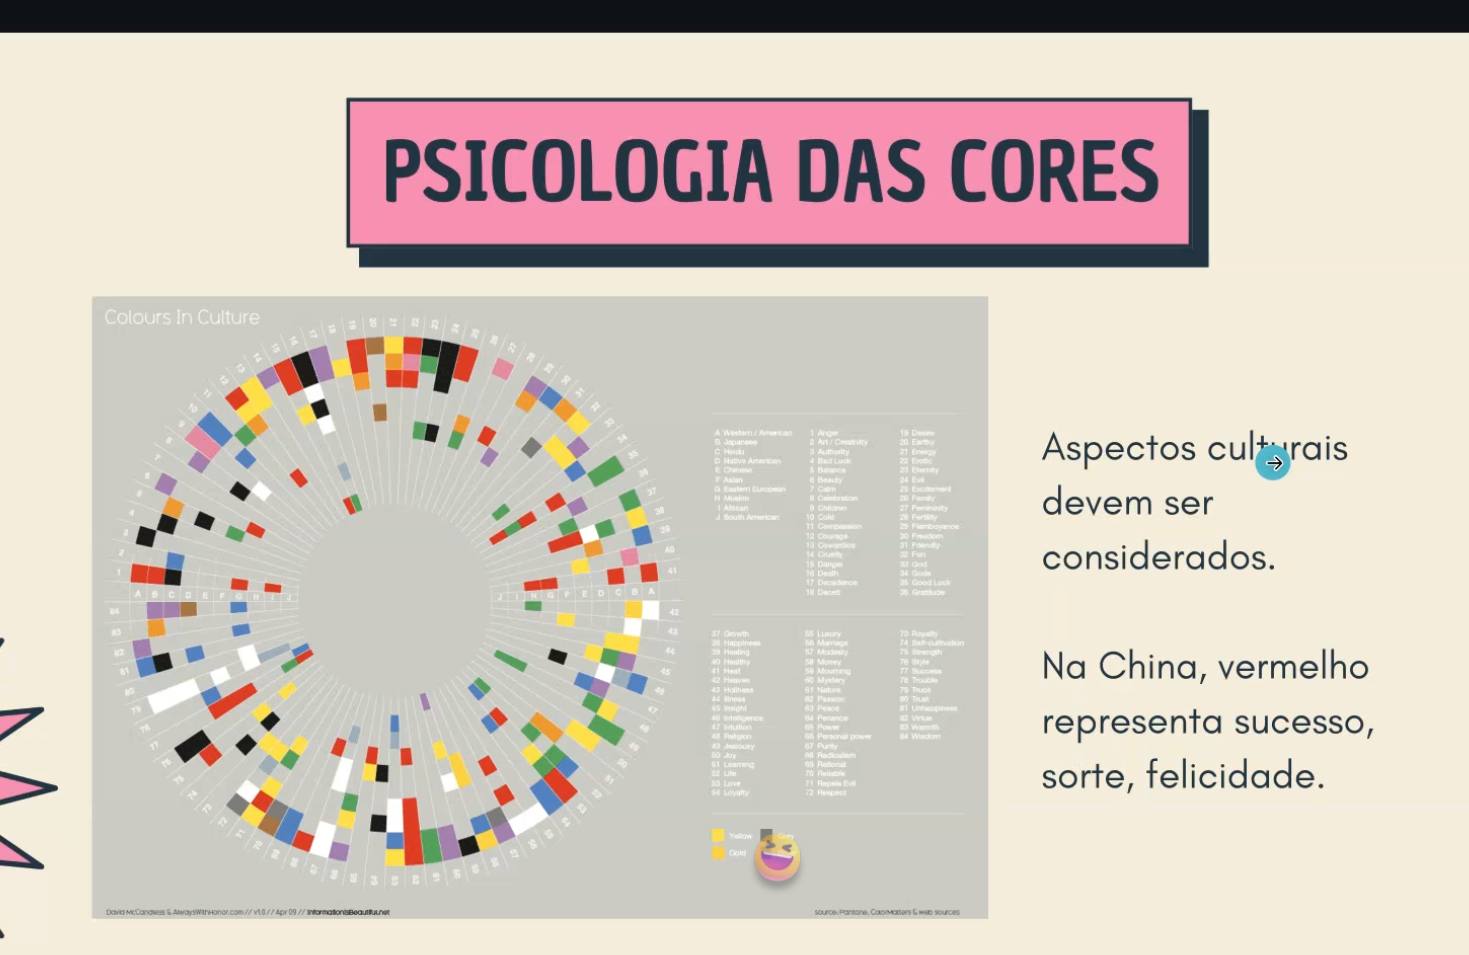 PSICOLOGIA DAS CORES
Colours In Culture
A Western / American
B Japanese
C Hindu
D Native American
E Chinese
F Asian
G Eastern European
H Muslim
I African
J South American
1 Anger
2 Art / Creativity
3 Authority
4 Bad Luck
5 Balance
6 Beauty
7 Calm
8 Celebration
9 Children
10 Cold
11 Compassion
12 Courage
13 Cowardice
14 Cruelty
15 Danger
16 Death
17 Decadence
18 Deceit
19 Desire
20 Earthy
21 Energy
22 Erotic
23 Eternity
24 Evil
25 Excitement
26 Family
27 Femininity
28 Fertility
29 Flamboyance
30 Freedom
31 Friendly
32 Fun
33 God
34 Gods
35 Good Luck
36 Gratitude
37 Growth
38 Happiness
39 Healing
40 Healthy
41 Heat
42 Heaven
43 Holiness
44 Illness
45 Insight
46 Intelligence
47 Intuition
48 Religion
49 Jealousy
50 Joy
51 Learning
52 Life
53 Love
54 Loyalty
55 Luxury
56 Marriage
57 Modesty
58 Money
59 Mourning
60 Mystery
61 Nature
62 Passion
63 Peace
64 Penance
65 Power
66 Personal power
67 Purity
68 Radicalism
69 Rational
70 Reliable
71 Repels Evil
72 Respect
73 Royalty
74 Self-cultivation
75 Strength
76 Style
77 Success
78 Trouble
79 Truce
80 Trust
81 Unhappiness
82 Virtue
83 Warmth
84 Wisdom
Yellow
Grey
Gold
David McCandless & AlwaysWithHonor.com // v1.0 // Apr 09 // InformationIsBeautiful.net
source: Pantone, ColorMatters & web sources
Aspectos culturais
devem ser
considerados.
Na China, vermelho
representa sucesso,
sorte, felicidade.